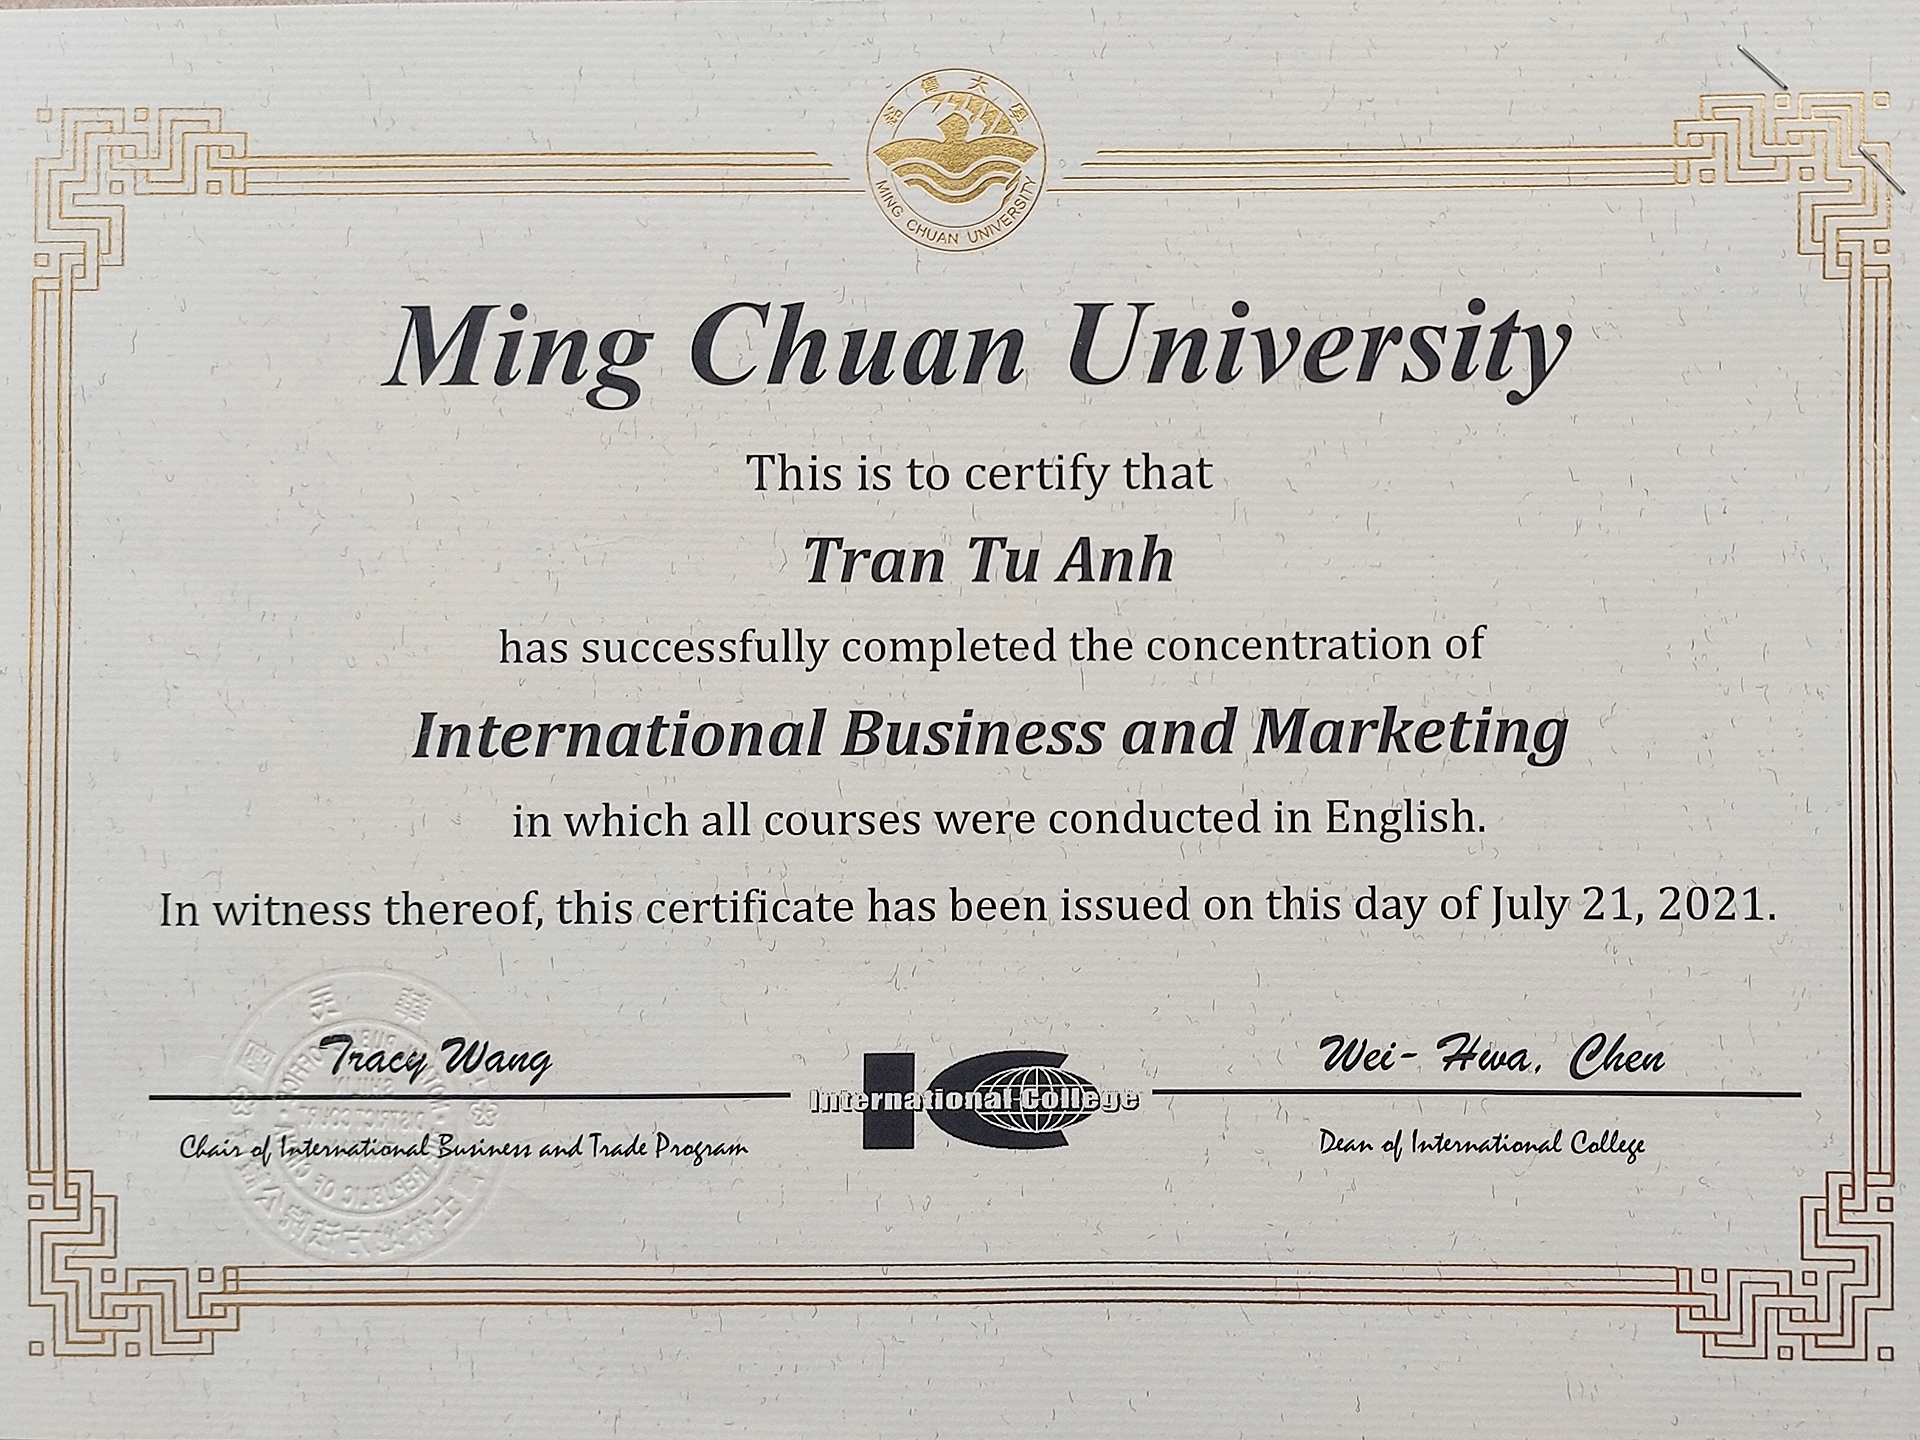 銘傳大學
MING CHUAN UNIVERSITY
Ming Chuan University
This is to certify that
Tran Tu Anh
has successfully completed the concentration of
International Business and Marketing
in which all courses were conducted in English.
In witness thereof, this certificate has been issued on this day of July 21, 2021.
Tracy Wang
Chair of International Business and Trade Program
IC
International College
Wei- Hwa, Chen
Dean of International College